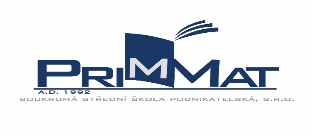 PRIMMAT
A.D. 1992
SOUKROMÁ STŘEDNÍ ŠKOLA PODNIKATELSKÁ, S.R.O.